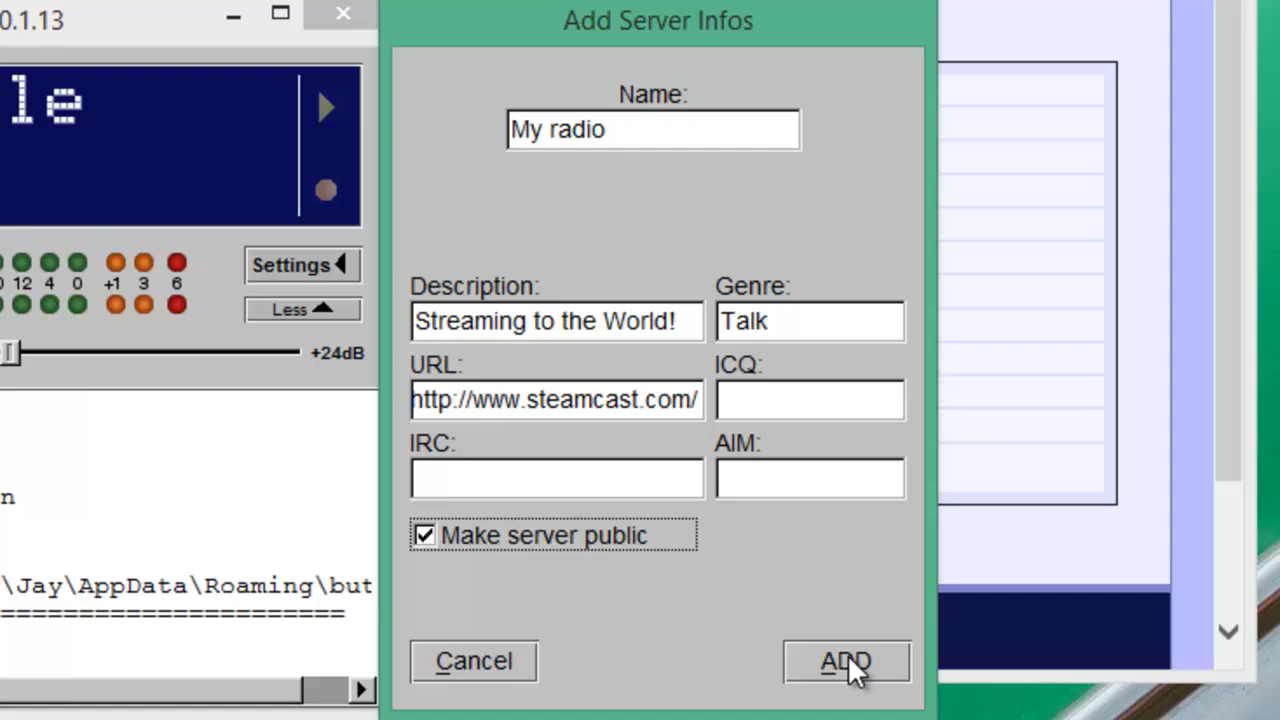 0.1.13
Add Server Infos
le
Name:
My radio
12 4 0 +1 3 6
Settings
Less
+24dB
Description:
Genre:
Streaming to the World!
Talk
URL:
ICQ:
http://www.steamcast.com/
IRC:
AIM:
n
Make server public
\Jay\AppData\Roaming\but
=====================
Cancel
ADD